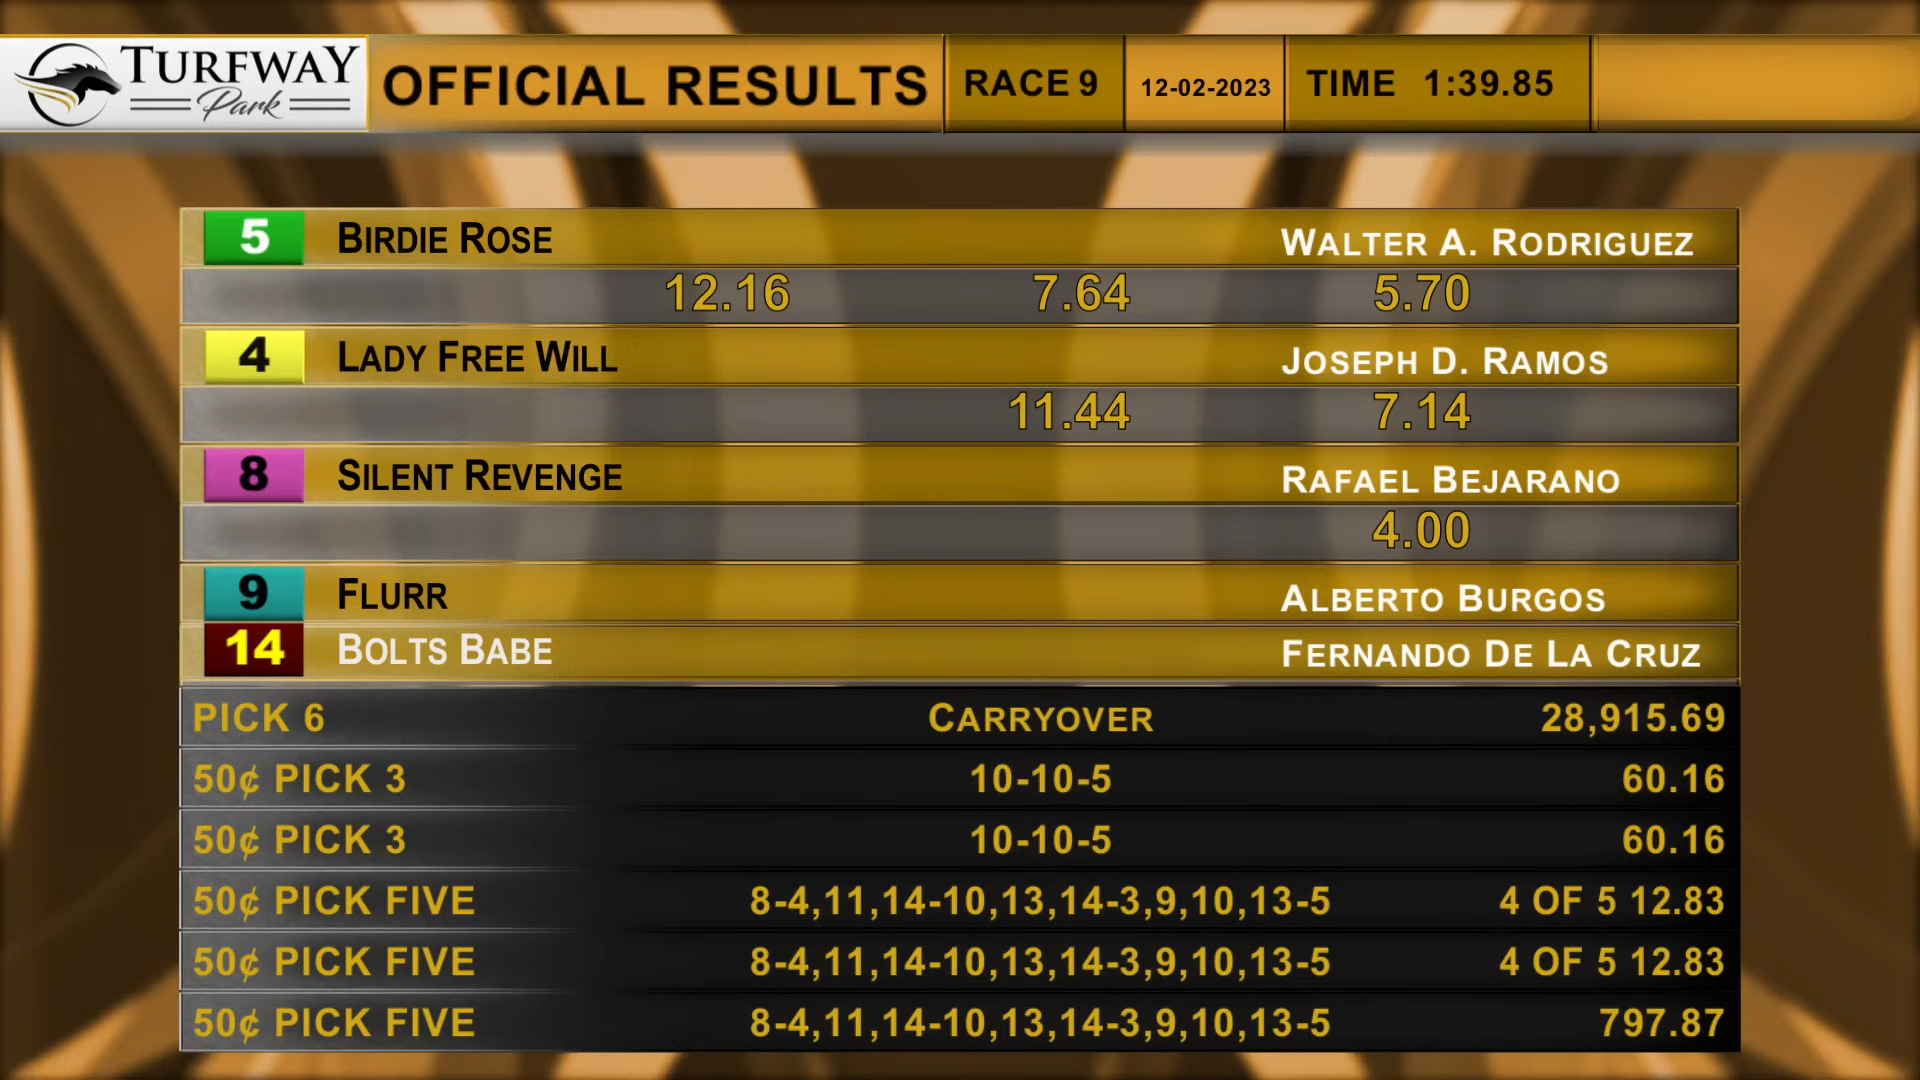 TURFWAY
Park
OFFICIAL RESULTS RACE 9 12-02-2023 TIME 1:39.85
5 BIRDIE ROSE WALTER A. RODRIGUEZ
12.16 7.64 5.70
4 LADY FREE WILL JOSEPH D. RAMOS
11.44 7.14
8 SILENT REVENGE RAFAEL BEJARANO
4.00
9 FLURR ALBERTO BURGOS
14 BOLTS BABE FERNANDO DE LA CRUZ
PICK 6 CARRYOVER 28,915.69
50¢ PICK 3 10-10-5 60.16
50¢ PICK 3 10-10-5 60.16
50¢ PICK FIVE 8-4,11,14-10,13,14-3,9,10,13-5 4 OF 5 12.83
50¢ PICK FIVE 8-4,11,14-10,13,14-3,9,10,13-5 4 OF 5 12.83
50¢ PICK FIVE 8-4,11,14-10,13,14-3,9,10,13-5 797.87